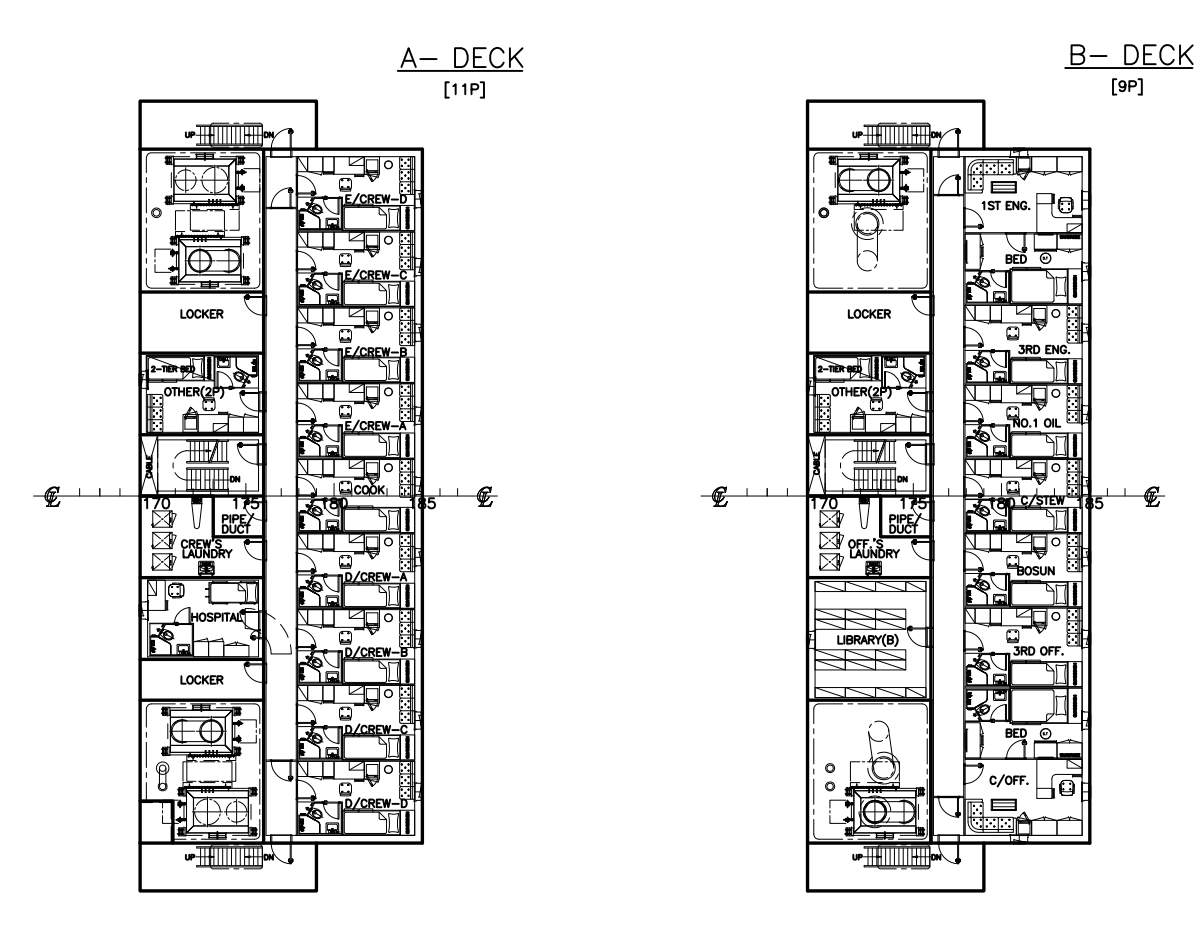 A- DECK
[11P]
UP
DN
E/CREW-D
E/CREW-C
LOCKER
E/CREW-B
2-TIER BED
OTHER(2P)
E/CREW-A
CABLE
DN
COOK
℄
170
175
180
185
℄
PIPE/
DUCT
CREW'S
LAUNDRY
D/CREW-A
HOSPITAL
D/CREW-B
LOCKER
D/CREW-C
D/CREW-D
UP
DN
B- DECK
[9P]
UP
DN
1ST ENG.
BED
LOCKER
3RD ENG.
2-TIER BED
OTHER(2P)
NO.1 OIL
CABLE
DN
C/STEW
℄
170
175
180
185
℄
PIPE/
DUCT
OFF.'S
LAUNDRY
BOSUN
LIBRARY(B)
3RD OFF.
BED
C/OFF.
UP
DN